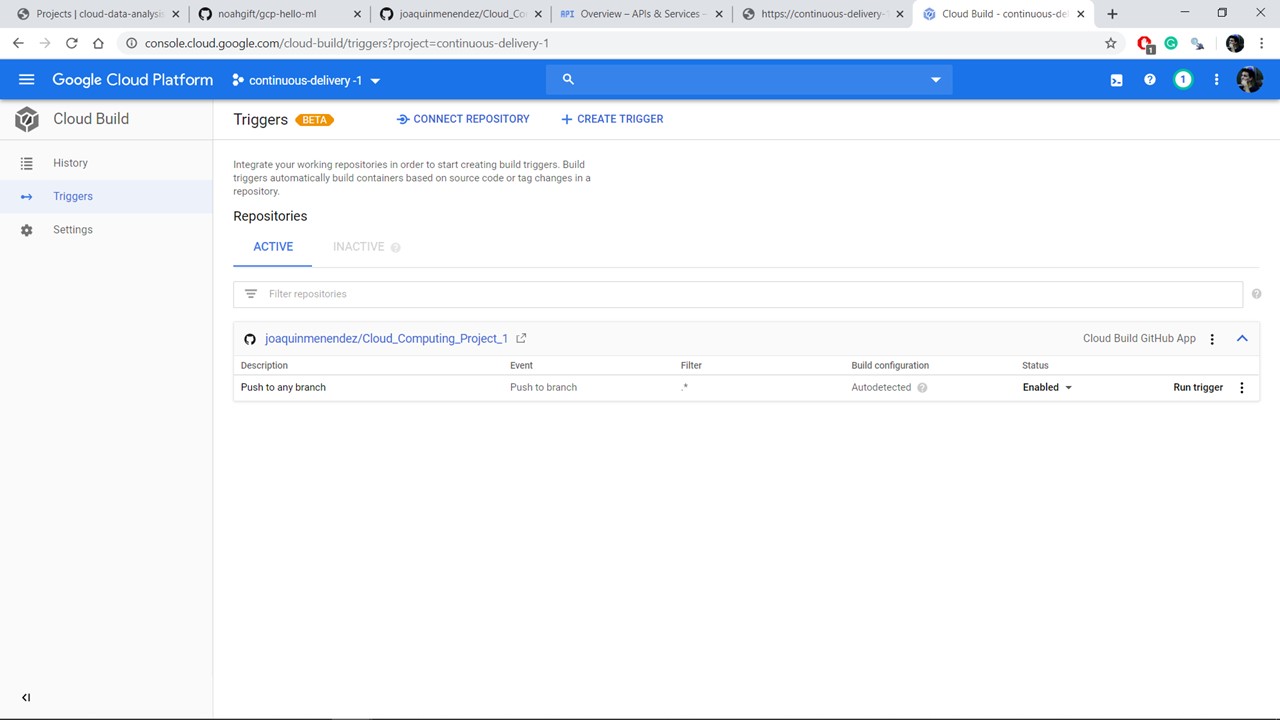 Projects | cloud-data-analysis
noahgift/gcp-hello-ml
joaquinmenendez/Cloud_Co
API Overview – APIs & Services –
https://continuous-delivery-
Cloud Build - continuous-de
console.cloud.google.com/cloud-build/triggers?project=continuous-delivery-1
1
Google Cloud Platform
continuous-delivery -1
1
Cloud Build
Triggers BETA
CONNECT REPOSITORY
CREATE TRIGGER
History
Triggers
Settings
Integrate your working repositories in order to start creating build triggers. Build
triggers automatically build containers based on source code or tag changes in a
repository.
Repositories
ACTIVE
INACTIVE
Filter repositories
joaquinmenendez/Cloud_Computing_Project_1
Cloud Build GitHub App
Description Event Filter Build configuration Status
Push to any branch Push to branch .* Autodetected Enabled Run trigger